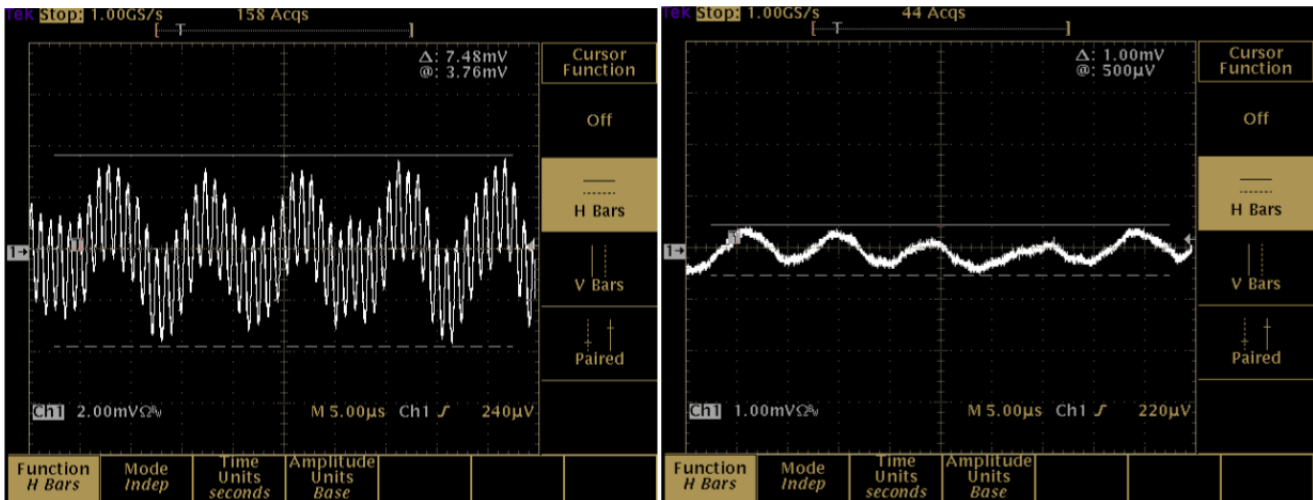 Tek Stop: 1.00GS/s 158 Acqs
[ T ]
Δ: 7.48mV
@: 3.76mV
T
1→
Ch1 2.00mVΩ M 5.00µs Ch1 240µV
Cursor Function
Off
H Bars
V Bars
Paired
Function
H Bars
Mode
Indep
Time
Units
seconds
Amplitude
Units
Base
Tek Stop: 1.00GS/s 44 Acqs
[ T ]
Δ: 1.00mV
@: 500µV
T
1→
Ch1 1.00mVΩ M 5.00µs Ch1 220µV
Cursor Function
Off
H Bars
V Bars
Paired
Function
H Bars
Mode
Indep
Time
Units
seconds
Amplitude
Units
Base